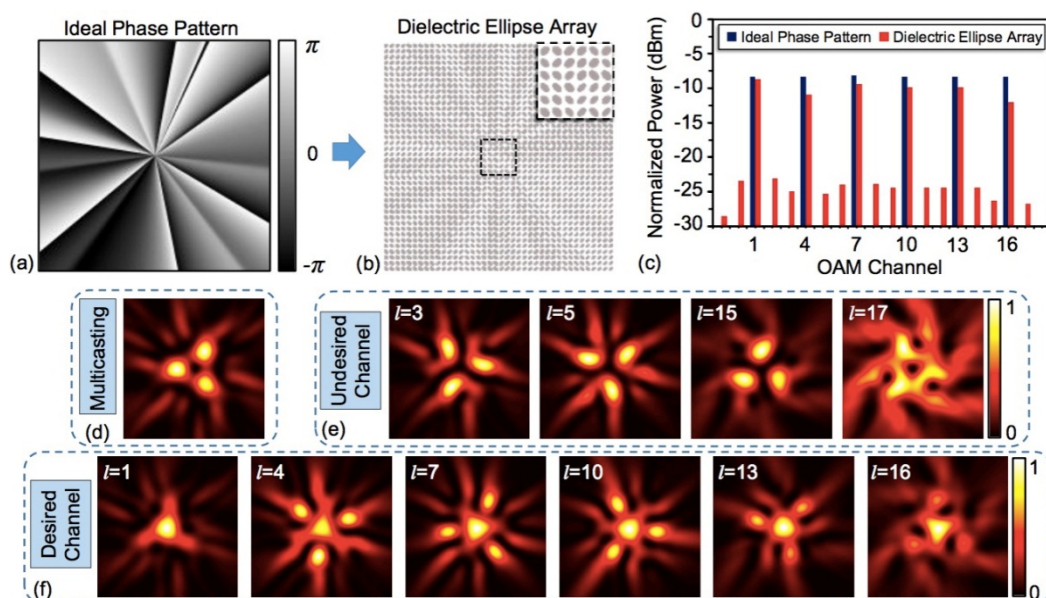 Ideal Phase Pattern
π
0
-π
(a)
Dielectric Ellipse Array
(b)
Normalized Power (dBm)
0
-5
-10
-15
-20
-25
-30
Ideal Phase Pattern
Dielectric Ellipse Array
1 4 7 10 13 16
OAM Channel
(c)
Multicasting
(d)
Undesired
Channel
l=3
l=5
l=15
l=17
1
0
(e)
Desired
Channel
l=1
l=4
l=7
l=10
l=13
l=16
1
0
(f)